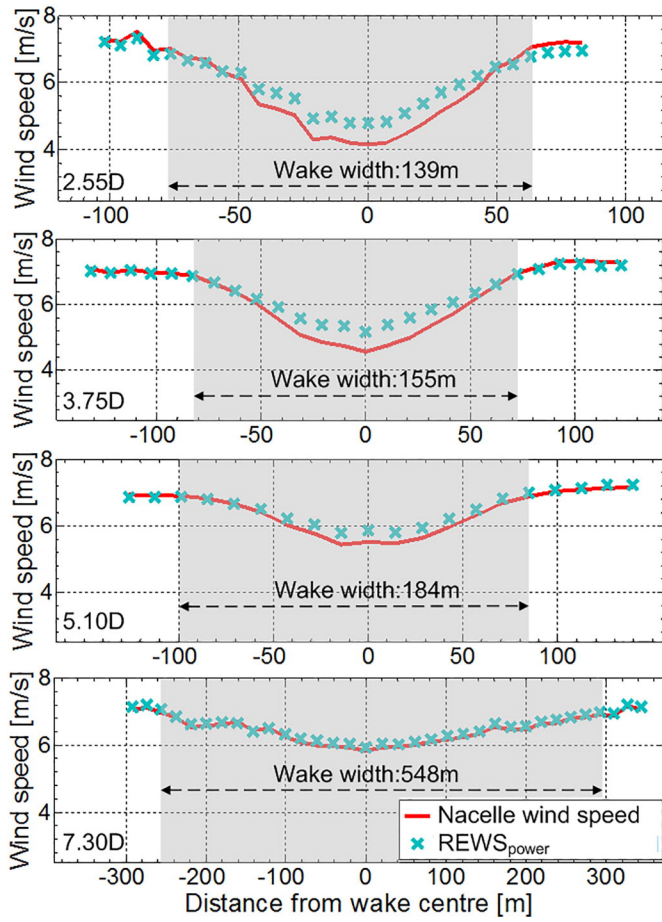 8
6
4
Wind speed [m/s]
Wake width:139m
2.55D
-100 -50 0 50 100
8
6
4
Wind speed [m/s]
Wake width:155m
3.75D
-100 -50 0 50 100
8
6
4
Wind speed [m/s]
Wake width:184m
5.10D
-100 -50 0 50 100
8
6
4
Wind speed [m/s]
Wake width:548m
7.30D
Nacelle wind speed
REWSpower
-300 -200 -100 0 100 200 300
Distance from wake centre [m]